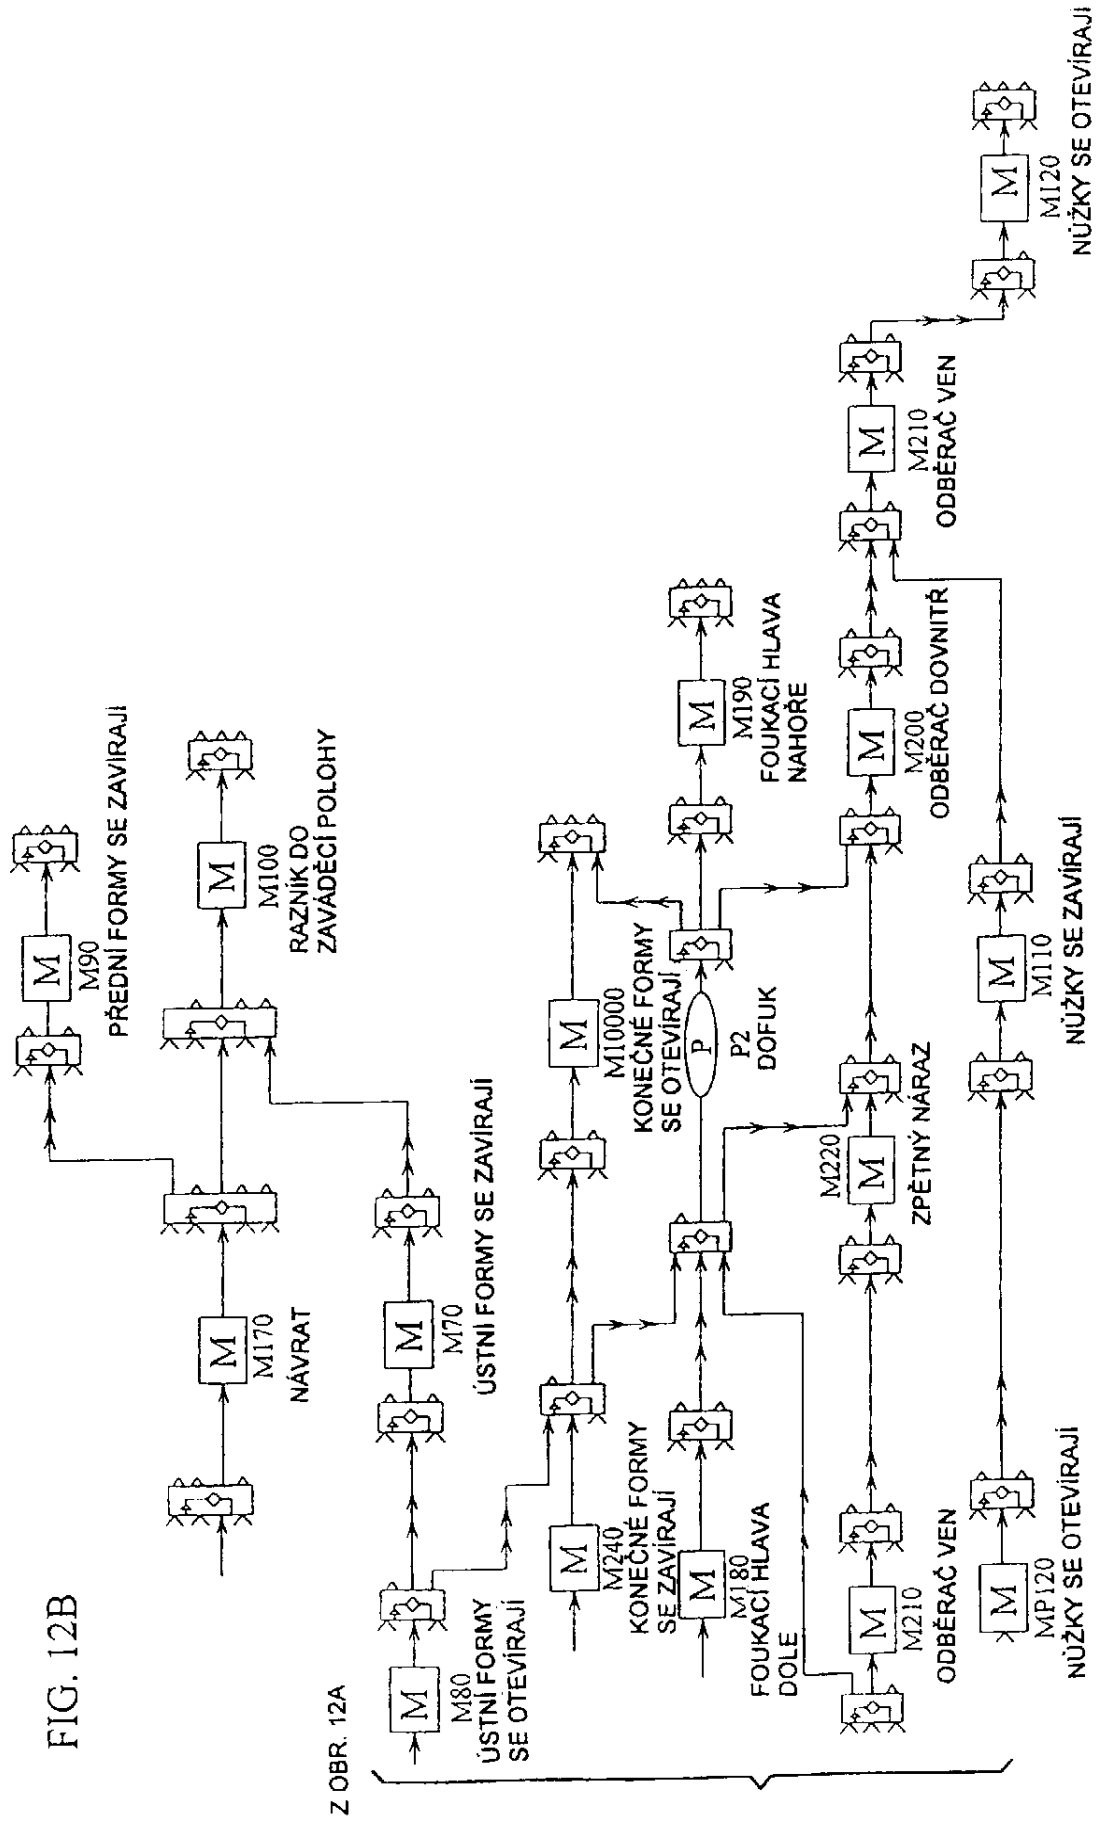 FIG. 12B
Z OBR. 12A
M
M90
PŘEDNÍ FORMY SE ZAVÍRAJÍ
M
M170
NÁVRAT
M
M100
RAZNÍK DO
ZAVÁDĚCÍ POLOHY
M
M80
ÚSTNÍ FORMY
SE OTEVÍRAJÍ
M
M70
ÚSTNÍ FORMY SE ZAVÍRAJÍ
M
M240
KONEČNÉ FORMY
SE ZAVÍRAJÍ
M
M10000
KONEČNÉ FORMY
SE OTEVÍRAJÍ
M
M180
FOUKACÍ HLAVA
DOLE
P
P2
DOFUK
M
M190
FOUKACÍ HLAVA
NAHOŘE
M
M210
ODBĚRAČ VEN
M
M220
ZPĚTNÝ NÁRAZ
M
M200
ODBĚRAČ DOVNITŘ
M
M210
ODBĚRAČ VEN
M
MP120
NŮŽKY SE OTEVÍRAJÍ
M
M110
NŮŽKY SE ZAVÍRAJÍ
M
M120
NŮŽKY SE OTEVÍRAJÍ